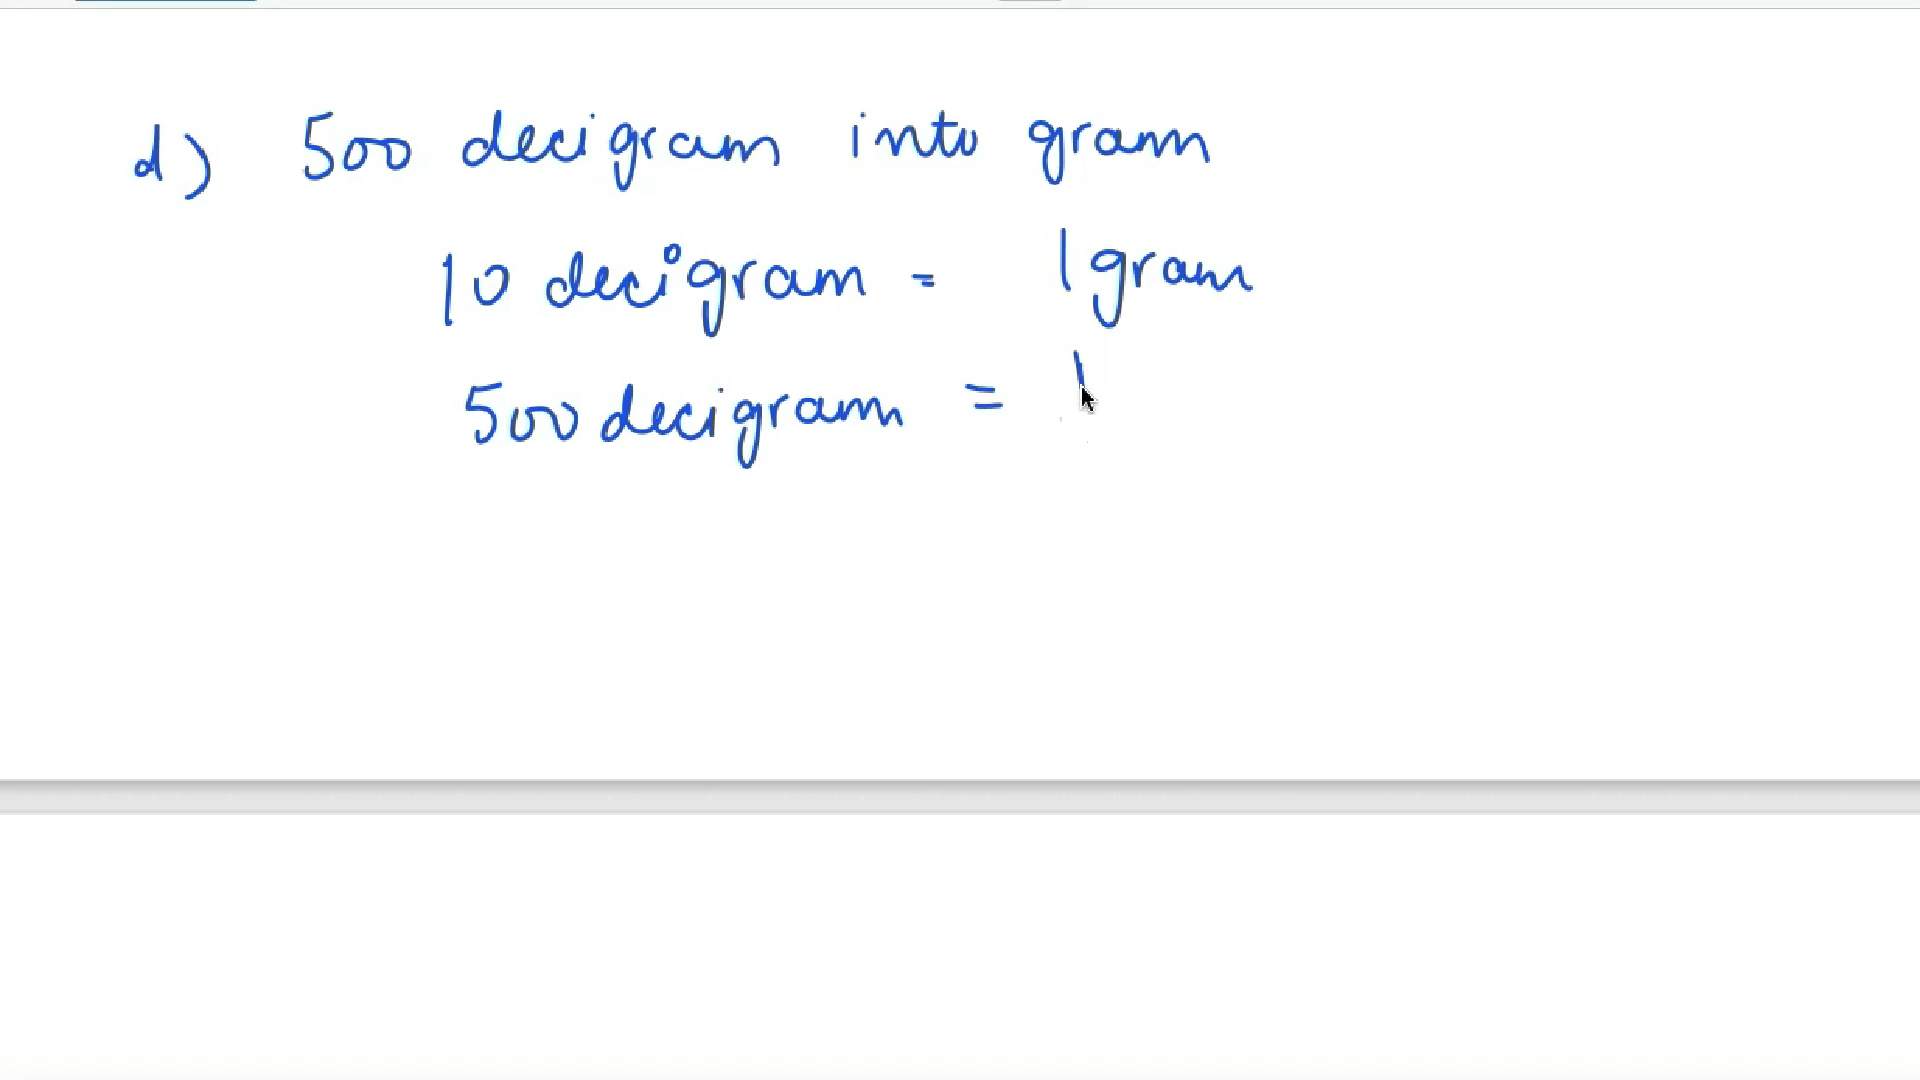 d) 500 decigram into gram
10 decigram = 1 gram
500 decigram = 1